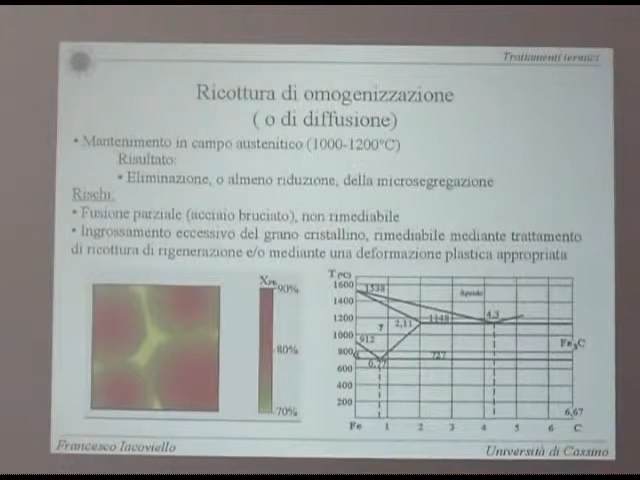 Trattamenti termici
Ricottura di omogenizzazione
( o di diffusione)
• Mantenimento in campo austenitico (1000-1200°C)
Risultato:
• Eliminazione, o almeno riduzione, della microsegregazione
Rischi:
• Fusione parziale (acciaio bruciato), non rimediabile
• Ingrossamento eccessivo del grano cristallino, rimediabile mediante trattamento
di ricottura di rigenerazione e/o mediante una deformazione plastica appropriata
90%
80%
70%
1600
1400
1200
1000
800
600
400
200
1538
liquido
4,3
1148
2,11
γ
912
727
0,77
Fe₃C
6,67
Fe 1 2 3 4 5 6 C
Francesco Iacoviello
Università di Cassino